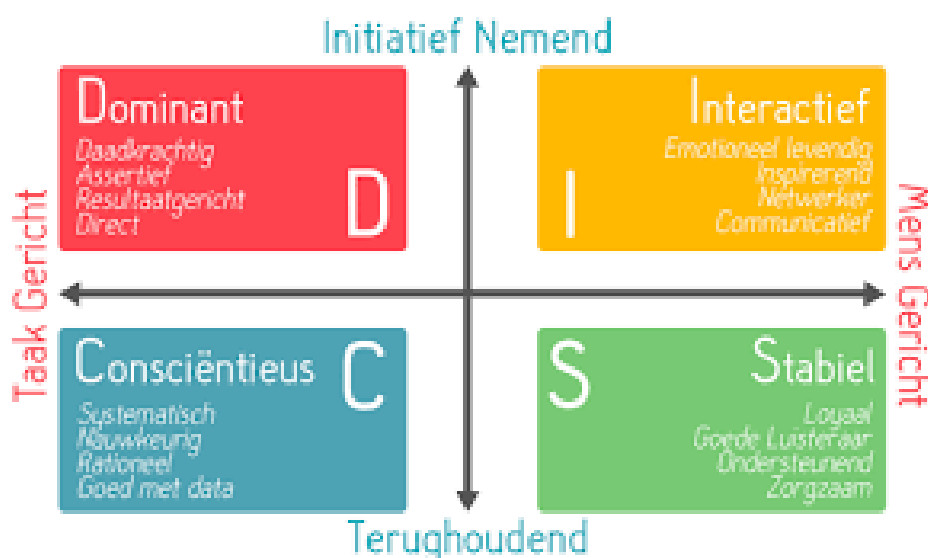 Initiatief Nemend
Dominant
Daadkrachtig
Assertief
Resultaatgericht
Direct
D
Interactief
Emotioneel levendig
Inspirerend
Netwerker
Communicatief
I
Taak Gericht
Mens Gericht
Consciëntieus
Systematisch
Nauwkeurig
Rationeel
Goed met data
C
S
Stabiel
Loyaal
Goede Luisteraar
Ondersteunend
Zorgzaam
Terughoudend